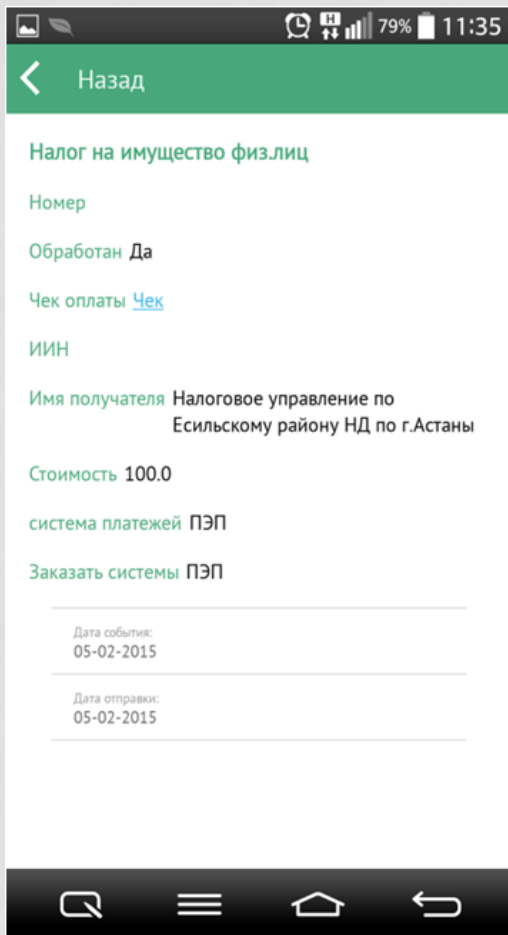 H 79% 11:35
Назад
Налог на имущество физ.лиц
Номер
Обработан Да
Чек оплаты Чек
ИИН
Имя получателя Налоговое управление по
Есильскому району НД по г.Астаны
Стоимость 100.0
система платежей ПЭП
Заказать системы ПЭП
Дата события:
05-02-2015
Дата отправки:
05-02-2015